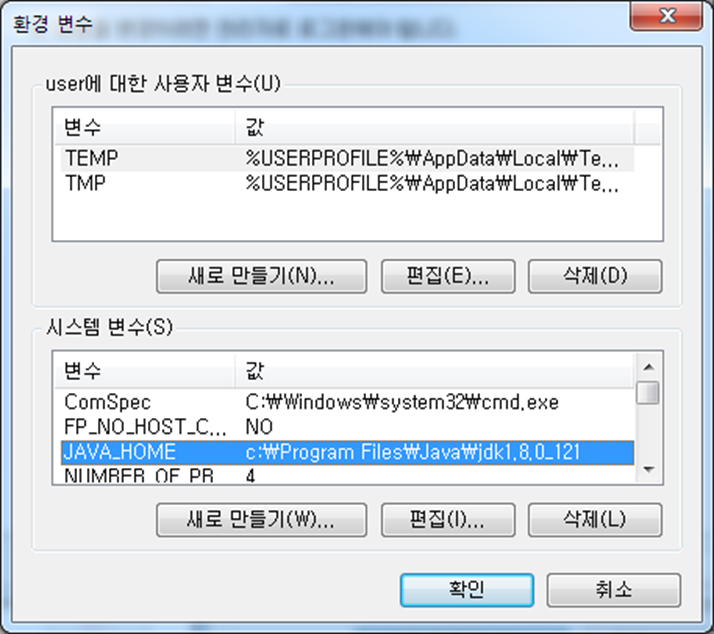 환경 변수
user에 대한 사용자 변수(U)
변수 값
TEMP %USERPROFILE%₩AppData₩Local₩Te...
TMP %USERPROFILE%₩AppData₩Local₩Te...
새로 만들기(N)... 편집(E)... 삭제(D)
시스템 변수(S)
변수 값
ComSpec C:₩Windows₩system32₩cmd.exe
FP_NO_HOST_C... NO
JAVA_HOME c:₩Program Files₩Java₩jdk1.8.0_121
NUMBER_OF_PR 4
새로 만들기(W)... 편집(I)... 삭제(L)
확인 취소